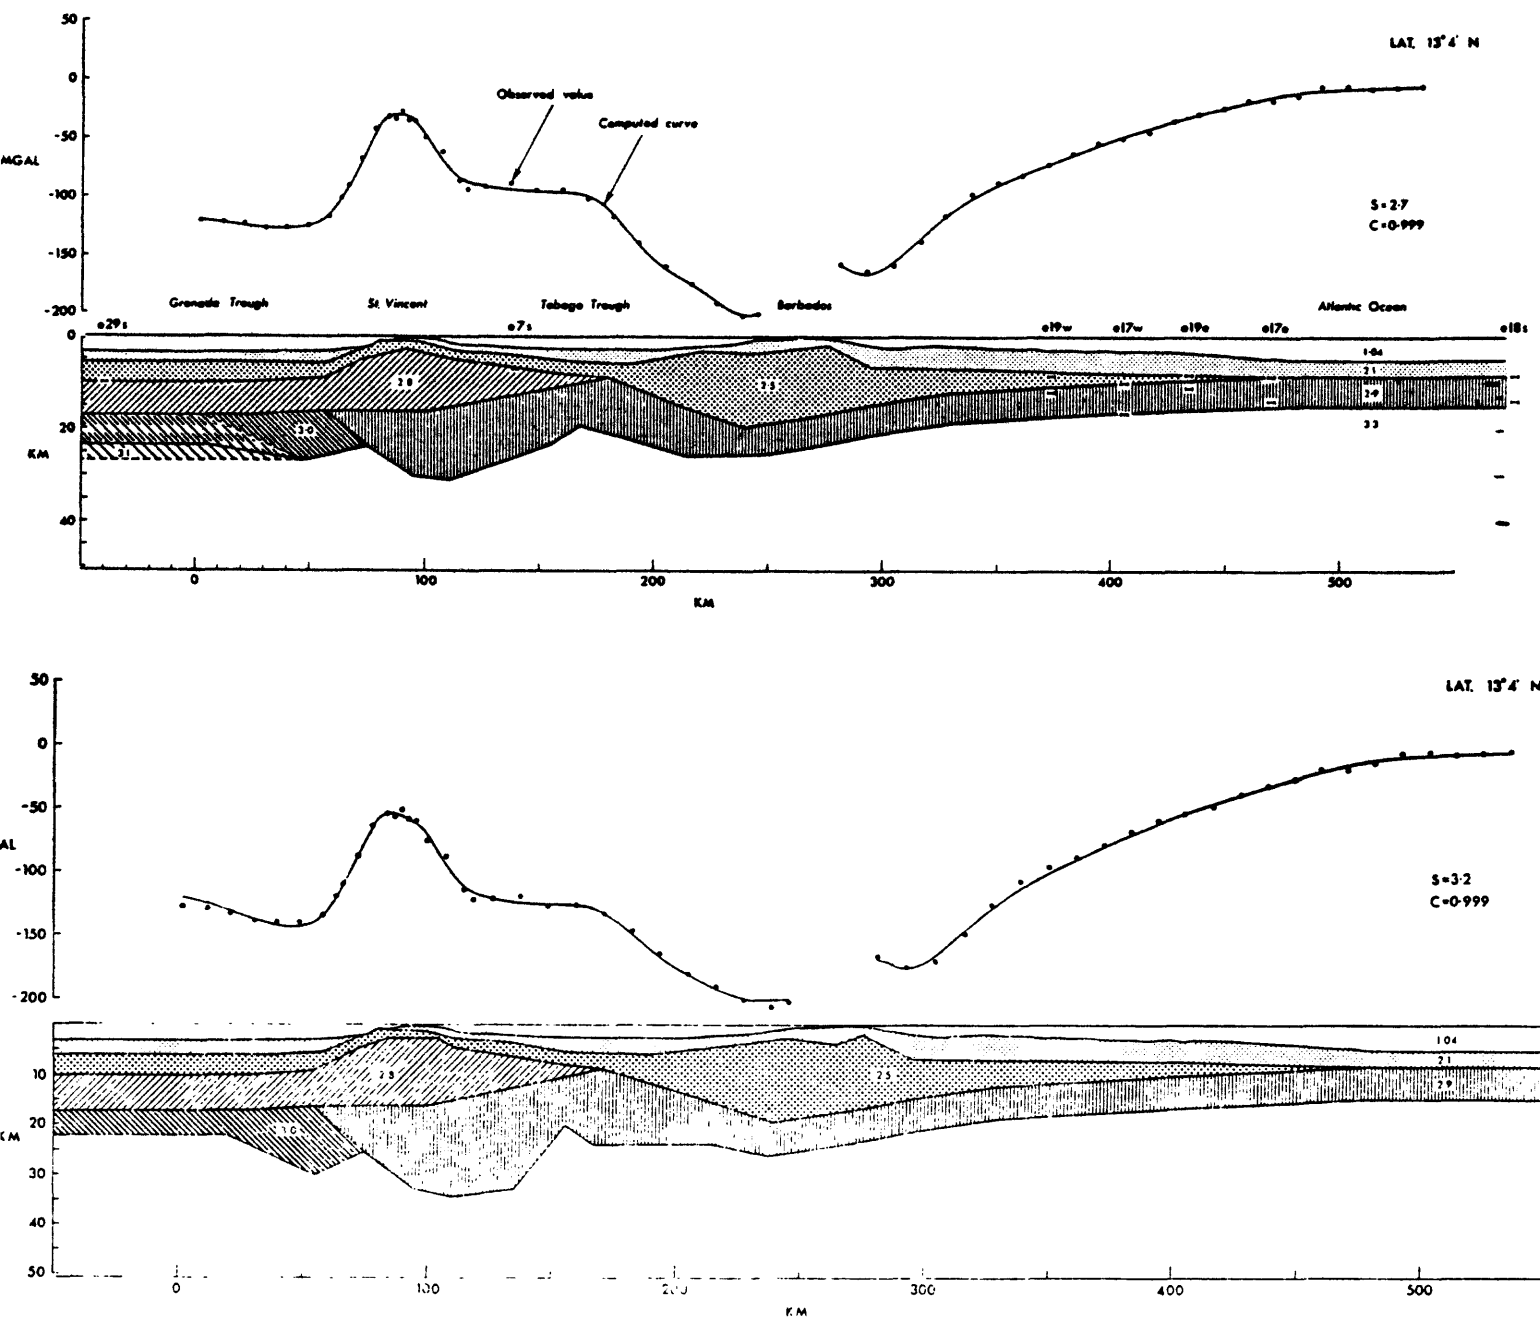 50
LAT. 13°4' N
0
Observed value
Computed curve
-50
MGAL
-100
S=2·7
C=0·999
-150
-200
Grenada Trough St. Vincent Tobago Trough Barbados Atlantic Ocean
e29s e7s e19w e17w e19e e17e e18s
0
1·04
2·1
2·8 2·5
2·9
20 3·0 3·3
KM 3·1
40
0 100 200 300 400 500
KM
50
LAT. 13°4' N
0
-50
AL
-100
S=3·2
C=0·999
-150
-200
1·04
2·1
10 2·8 2·5
2·9
20
KM
30
40
50
0 100 300 400 500
KM